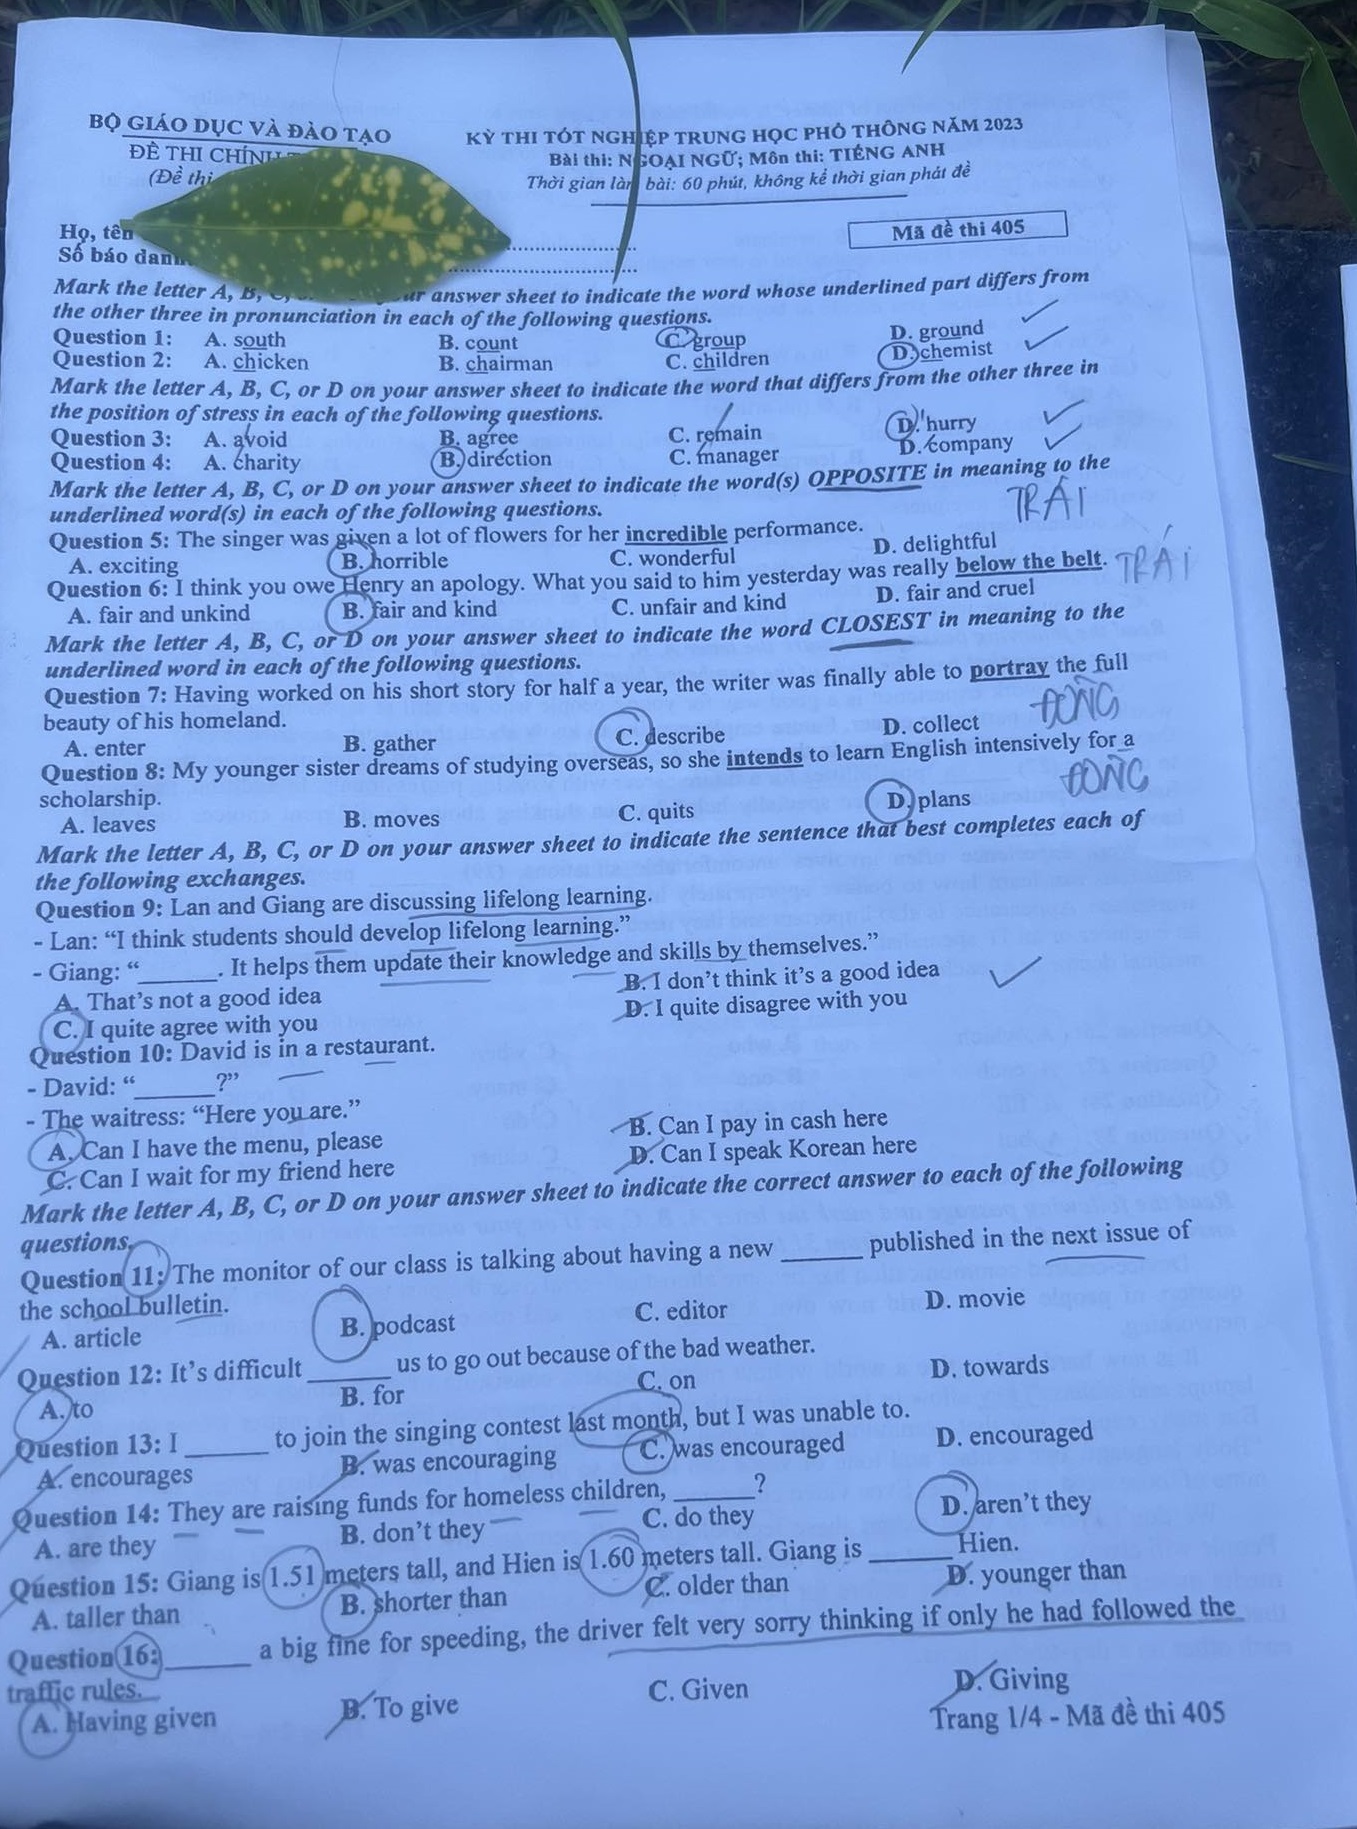 BỘ GIÁO DỤC VÀ ĐÀO TẠO
ĐỀ THI CHÍNH
(Đề thi
KỲ THI TỐT NGHIỆP TRUNG HỌC PHỔ THÔNG NĂM 2023
Bài thi: NGOẠI NGỮ; Môn thi: TIẾNG ANH
Thời gian làm bài: 60 phút, không kể thời gian phát đề
Họ, tên
Số báo danh
Mã đề thi 405
Mark the letter A, B, answer sheet to indicate the word whose underlined part differs from
the other three in pronunciation in each of the following questions.
Question 1: A. south B. count C. group D. ground
Question 2: A. chicken B. chairman C. children D. chemist
Mark the letter A, B, C, or D on your answer sheet to indicate the word that differs from the other three in
the position of stress in each of the following questions.
Question 3: A. avoid B. agree C. remain D. hurry
Question 4: A. charity B. direction C. manager D. company
Mark the letter A, B, C, or D on your answer sheet to indicate the word(s) OPPOSITE in meaning to the
underlined word(s) in each of the following questions.
TRÁI
Question 5: The singer was given a lot of flowers for her incredible performance.
A. exciting B. horrible C. wonderful D. delightful
Question 6: I think you owe Henry an apology. What you said to him yesterday was really below the belt.
TRÁI
A. fair and unkind B. fair and kind C. unfair and kind D. fair and cruel
Mark the letter A, B, C, or D on your answer sheet to indicate the word CLOSEST in meaning to the
underlined word in each of the following questions.
Question 7: Having worked on his short story for half a year, the writer was finally able to portray the full
beauty of his homeland.
ĐỒNG
A. enter B. gather C. describe D. collect
Question 8: My younger sister dreams of studying overseas, so she intends to learn English intensively for a
scholarship.
ĐỒNG
A. leaves B. moves C. quits D. plans
Mark the letter A, B, C, or D on your answer sheet to indicate the sentence that best completes each of
the following exchanges.
Question 9: Lan and Giang are discussing lifelong learning.
- Lan: “I think students should develop lifelong learning.”
- Giang: “_______. It helps them update their knowledge and skills by themselves.”
A. That’s not a good idea B. I don’t think it’s a good idea
C. I quite agree with you D. I quite disagree with you
Question 10: David is in a restaurant.
- David: “_______?”
- The waitress: “Here you are.”
A. Can I have the menu, please B. Can I pay in cash here
C. Can I wait for my friend here D. Can I speak Korean here
Mark the letter A, B, C, or D on your answer sheet to indicate the correct answer to each of the following
questions.
Question 11: The monitor of our class is talking about having a new _______ published in the next issue of
the school bulletin.
A. article B. podcast C. editor D. movie
Question 12: It’s difficult _______ us to go out because of the bad weather.
A. to B. for C. on D. towards
Question 13: I _______ to join the singing contest last month, but I was unable to.
A. encourages B. was encouraging C. was encouraged D. encouraged
Question 14: They are raising funds for homeless children, _______?
A. are they B. don’t they C. do they D. aren’t they
Question 15: Giang is 1.51 meters tall, and Hien is 1.60 meters tall. Giang is _______ Hien.
A. taller than B. shorter than C. older than D. younger than
Question 16: _______ a big fine for speeding, the driver felt very sorry thinking if only he had followed the
traffic rules.
A. Having given B. To give C. Given D. Giving
Trang 1/4 - Mã đề thi 405